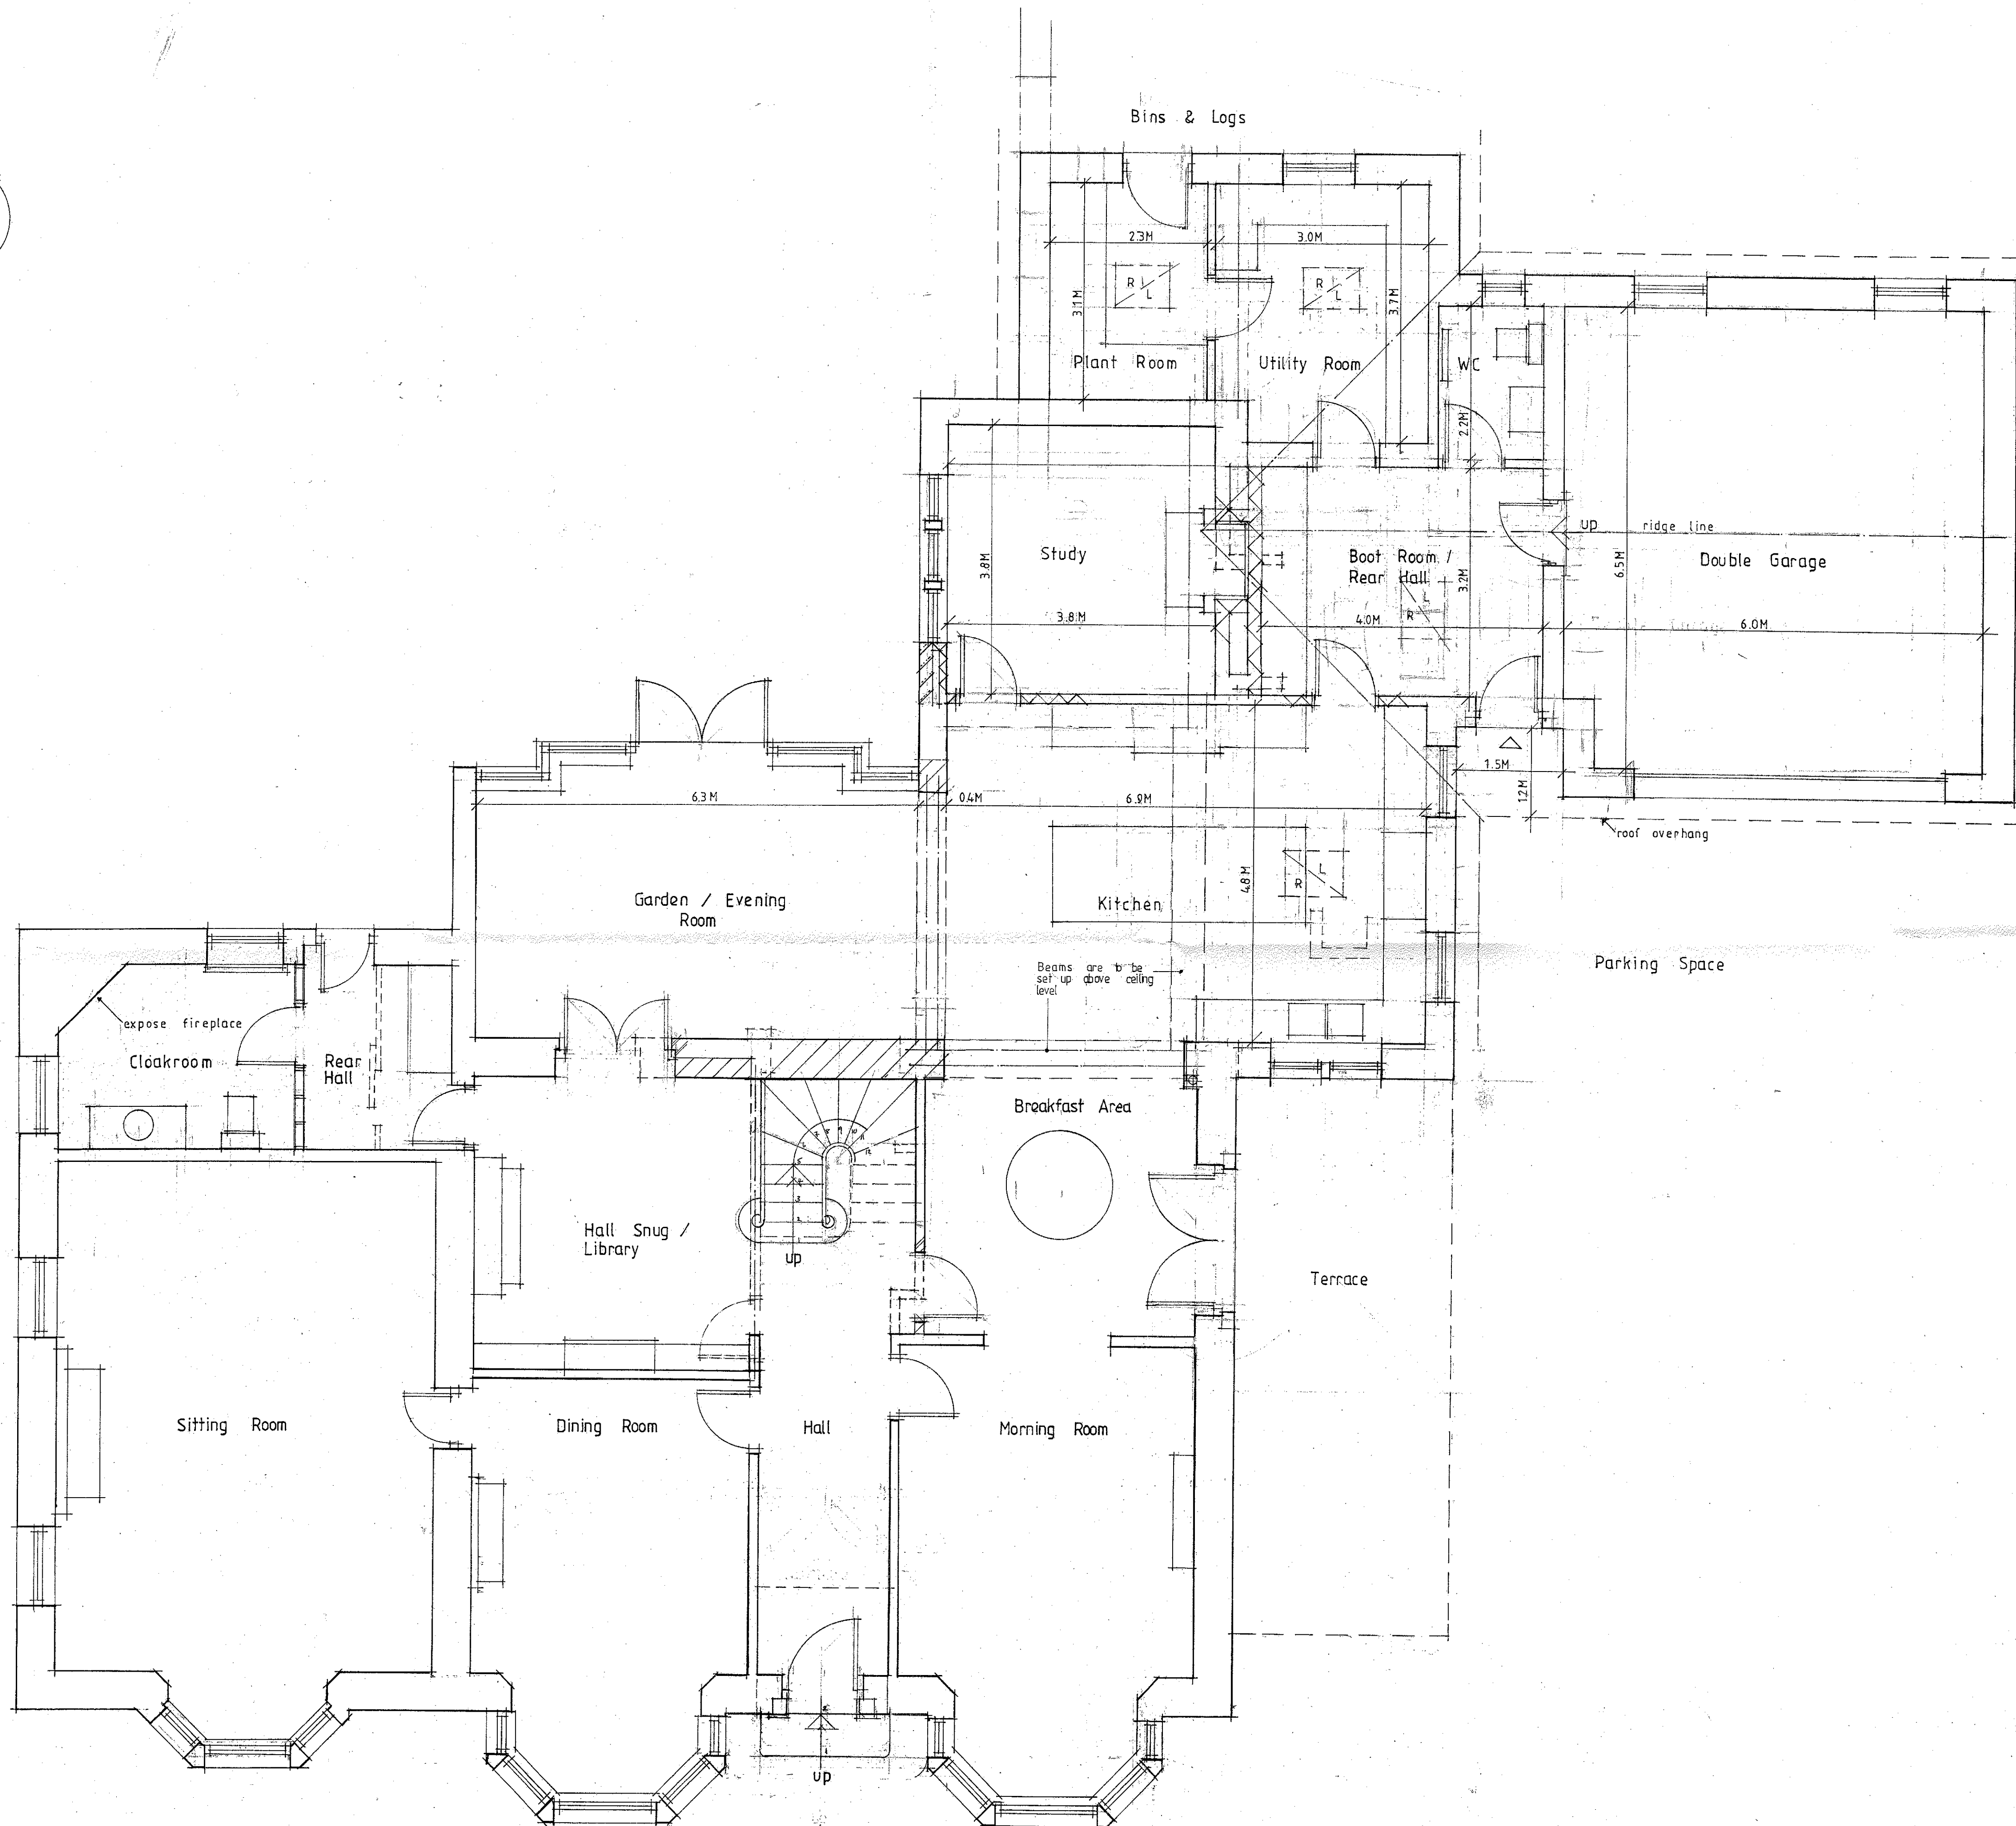 Bins & Logs
2.3M
3.0M
R
L
R
L
3.1M
3.7M
Plant Room
Utility Room
WC
2.2M
Study
3.8M
3.8M
Boot Room /
Rear Hall
3.2M
L
R
4.0M
up
ridge line
Double Garage
6.5M
6.0M
1.5M
1.2M
roof overhang
6.3M
0.4M
6.9M
Garden / Evening
Room
Kitchen
4.8M
L
R
Beams are to be
set up above ceiling
level
Parking Space
expose fireplace
Cloakroom
Rear
Hall
Breakfast Area
Hall Snug /
Library
up
Terrace
Sitting Room
Dining Room
Hall
Morning Room
up